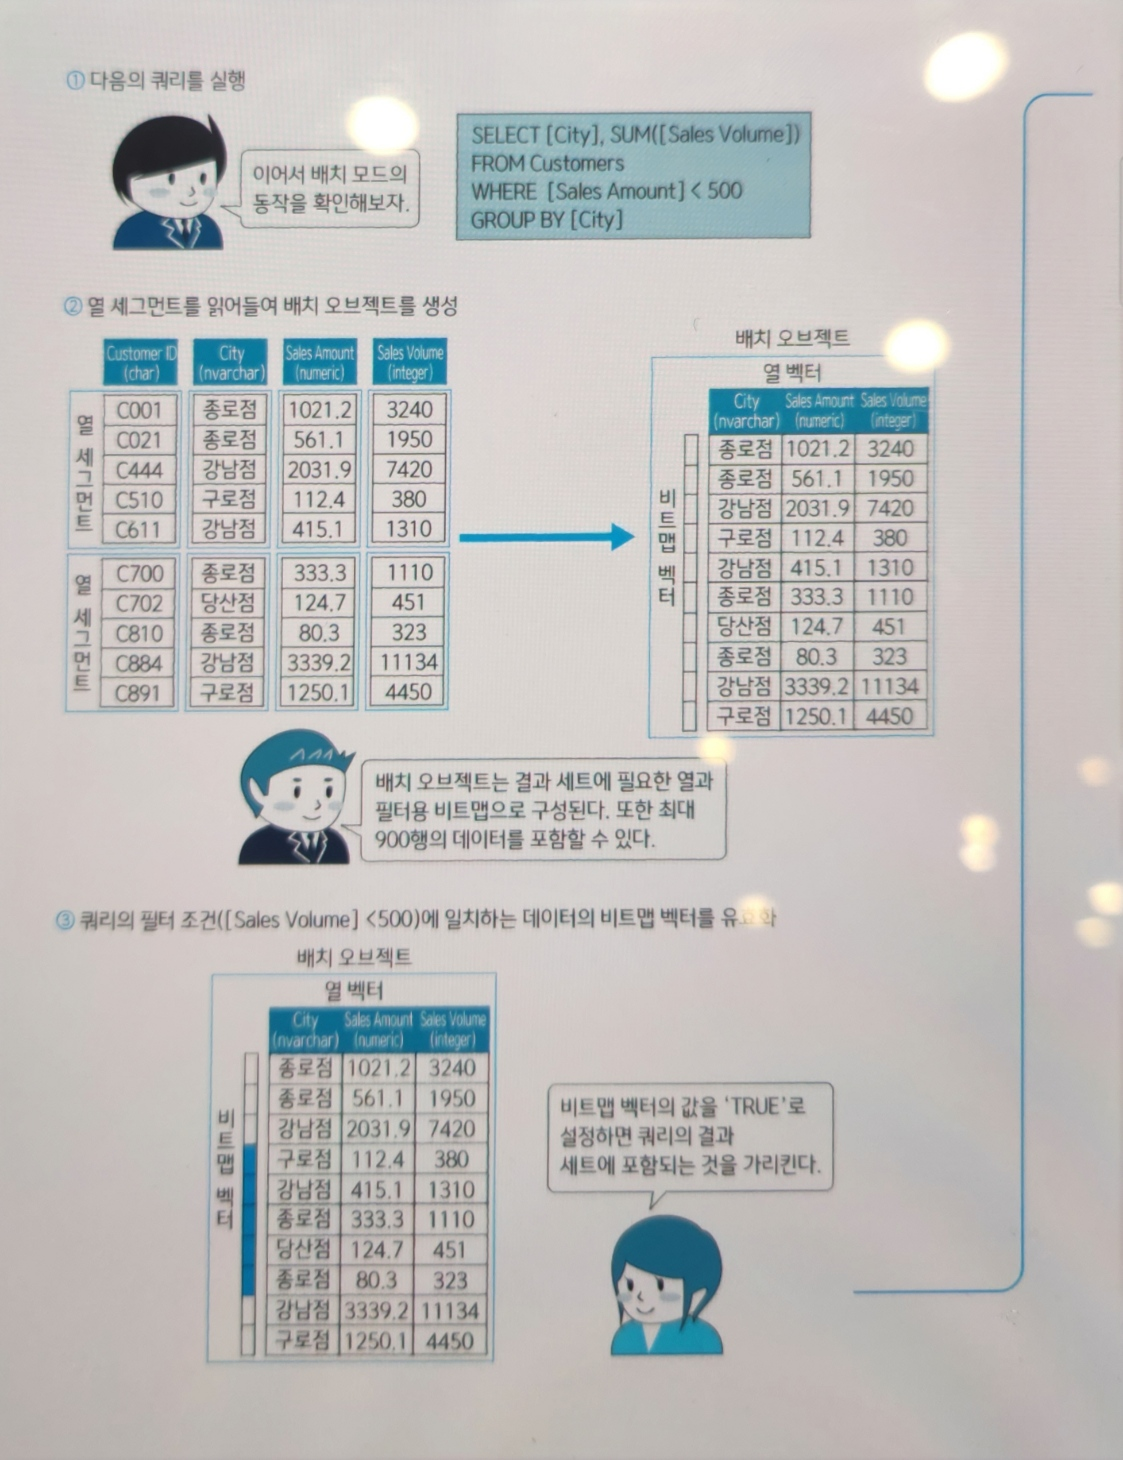 ① 다음의 쿼리를 실행
이어서 배치 모드의
동작을 확인해보자.
SELECT [City], SUM([Sales Volume])
FROM Customers
WHERE [Sales Amount] < 500
GROUP BY [City]
② 열 세그먼트를 읽어들여 배치 오브젝트를 생성
Customer ID (char) City (nvarchar) Sales Amount (numeric) Sales Volume (integer)
열 세그먼트
C001 종로점 1021.2 3240
C021 종로점 561.1 1950
C444 강남점 2031.9 7420
C510 구로점 112.4 380
C611 강남점 415.1 1310
열 세그먼트
C700 종로점 333.3 1110
C702 당산점 124.7 451
C810 종로점 80.3 323
C884 강남점 3339.2 11134
C891 구로점 1250.1 4450
배치 오브젝트
열 벡터
City (nvarchar) Sales Amount (numeric) Sales Volume (integer)
비트맵 벡터
종로점 1021.2 3240
종로점 561.1 1950
강남점 2031.9 7420
구로점 112.4 380
강남점 415.1 1310
종로점 333.3 1110
당산점 124.7 451
종로점 80.3 323
강남점 3339.2 11134
구로점 1250.1 4450
배치 오브젝트는 결과 세트에 필요한 열과
필터용 비트맵으로 구성된다. 또한 최대
900행의 데이터를 포함할 수 있다.
③ 쿼리의 필터 조건([Sales Volume] <500)에 일치하는 데이터의 비트맵 벡터를 유효화
배치 오브젝트
열 벡터
City (nvarchar) Sales Amount (numeric) Sales Volume (integer)
비트맵 벡터
종로점 1021.2 3240
종로점 561.1 1950
강남점 2031.9 7420
구로점 112.4 380
강남점 415.1 1310
종로점 333.3 1110
당산점 124.7 451
종로점 80.3 323
강남점 3339.2 11134
구로점 1250.1 4450
비트맵 벡터의 값을 ‘TRUE’로
설정하면 쿼리의 결과
세트에 포함되는 것을 가리킨다.